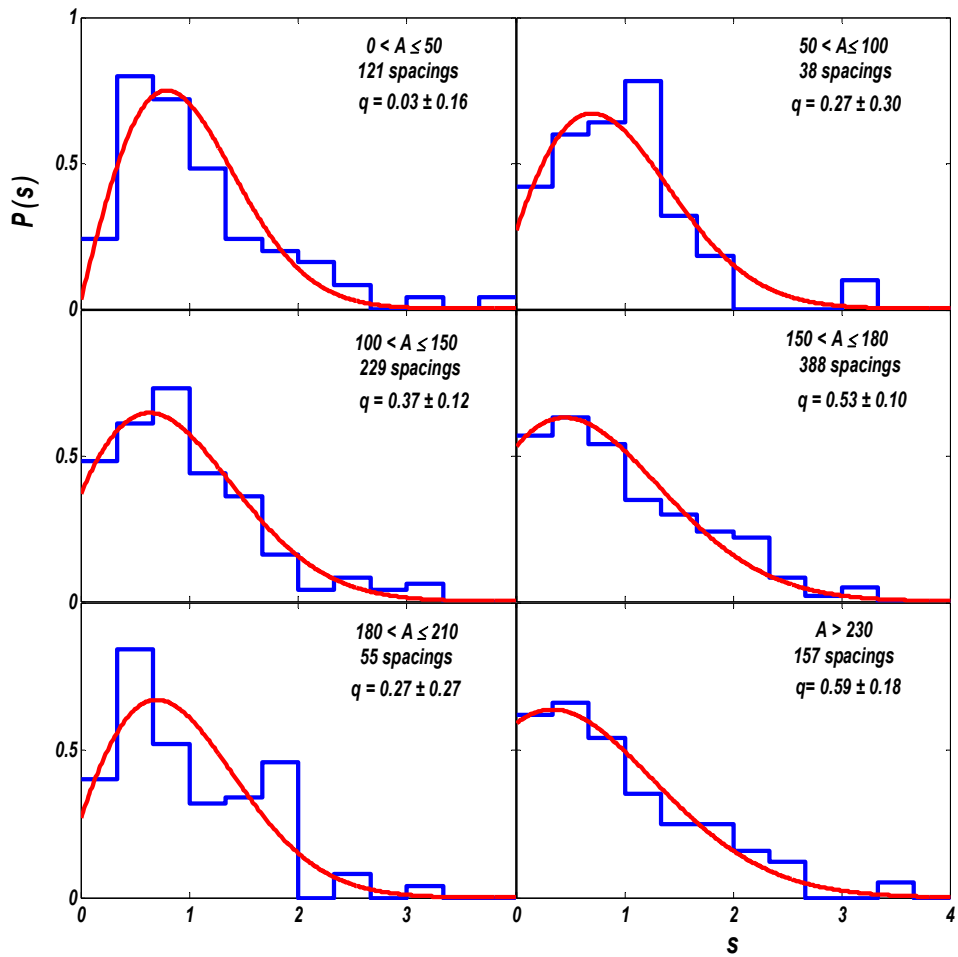 1
0.5
0
P(s)
0 < A ≤ 50
121 spacings
q = 0.03 ± 0.16
50 < A ≤ 100
38 spacings
q = 0.27 ± 0.30
0.5
0
100 < A ≤ 150
229 spacings
q = 0.37 ± 0.12
150 < A ≤ 180
388 spacings
q = 0.53 ± 0.10
0.5
0
180 < A ≤ 210
55 spacings
q = 0.27 ± 0.27
A > 230
157 spacings
q= 0.59 ± 0.18
0 1 2 3 0 1 2 3 4
s